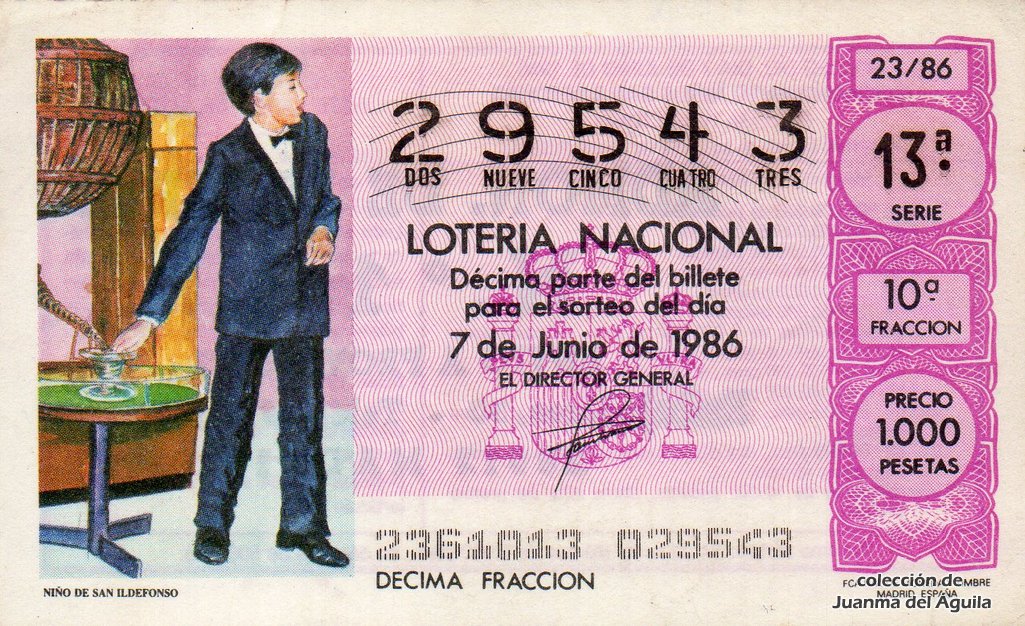 23/86
2 9 5 4 3
DOS NUEVE CINCO CUATRO TRES
13ª
SERIE
LOTERIA NACIONAL
Décima parte del billete
para el sorteo del día
7 de Junio de 1986
EL DIRECTOR GENERAL
10ª
FRACCION
PRECIO
1.000
PESETAS
2361013 029543
DECIMA FRACCION
NIÑO DE SAN ILDEFONSO
MADRID. ESPAÑA
colección de
Juanma del Aguila